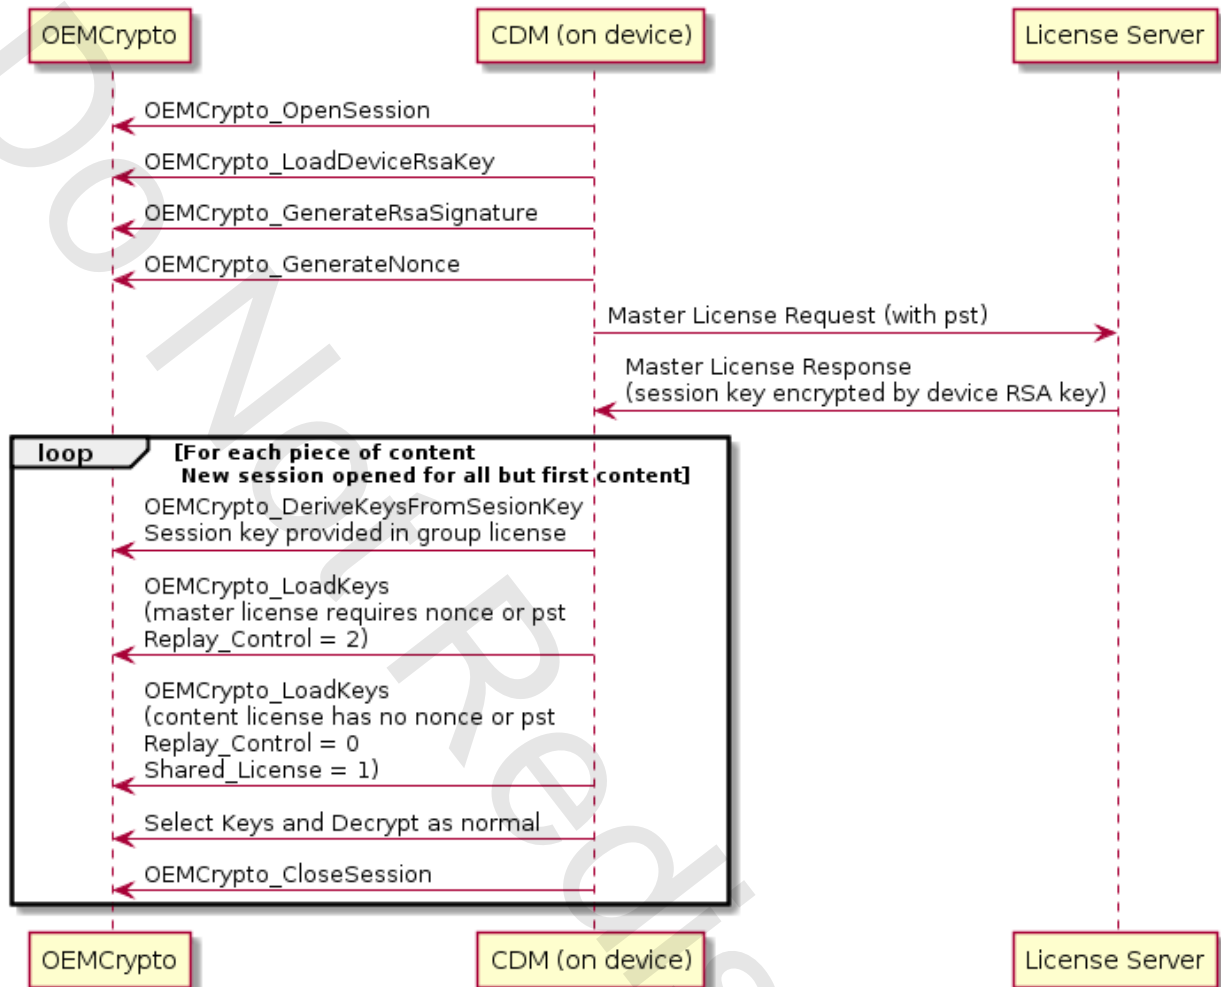 OEMCrypto
CDM (on device)
License Server
OEMCrypto_OpenSession
OEMCrypto_LoadDeviceRsaKey
OEMCrypto_GenerateRsaSignature
OEMCrypto_GenerateNonce
Master License Request (with pst)
Master License Response
(session key encrypted by device RSA key)
loop
[For each piece of content
New session opened for all but first content]
OEMCrypto_DeriveKeysFromSesionKey
Session key provided in group license
OEMCrypto_LoadKeys
(master license requires nonce or pst
Replay_Control = 2)
OEMCrypto_LoadKeys
(content license has no nonce or pst
Replay_Control = 0
Shared_License = 1)
Select Keys and Decrypt as normal
OEMCrypto_CloseSession
OEMCrypto
CDM (on device)
License Server
Do Not Redis